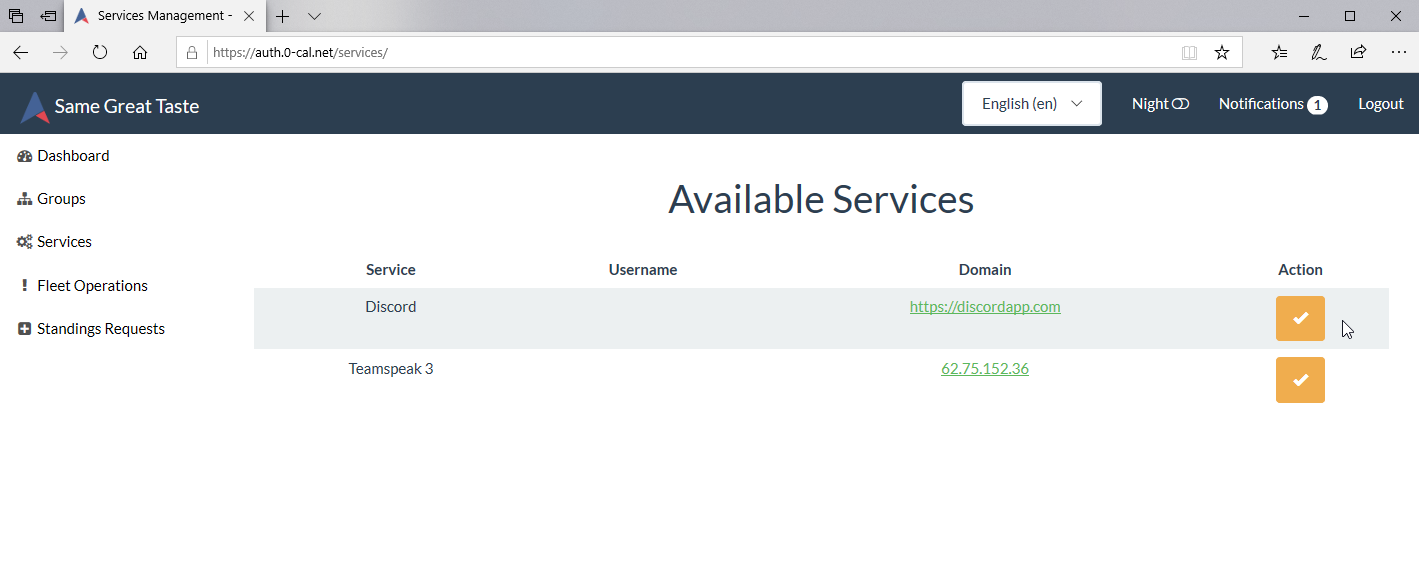 Services Management -
https://auth.0-cal.net/services/
Same Great Taste
English (en)
Night
Notifications 1
Logout
Dashboard
Groups
Services
Fleet Operations
Standings Requests
Available Services
Service Username Domain Action
Discord https://discordapp.com
Teamspeak 3 62.75.152.36